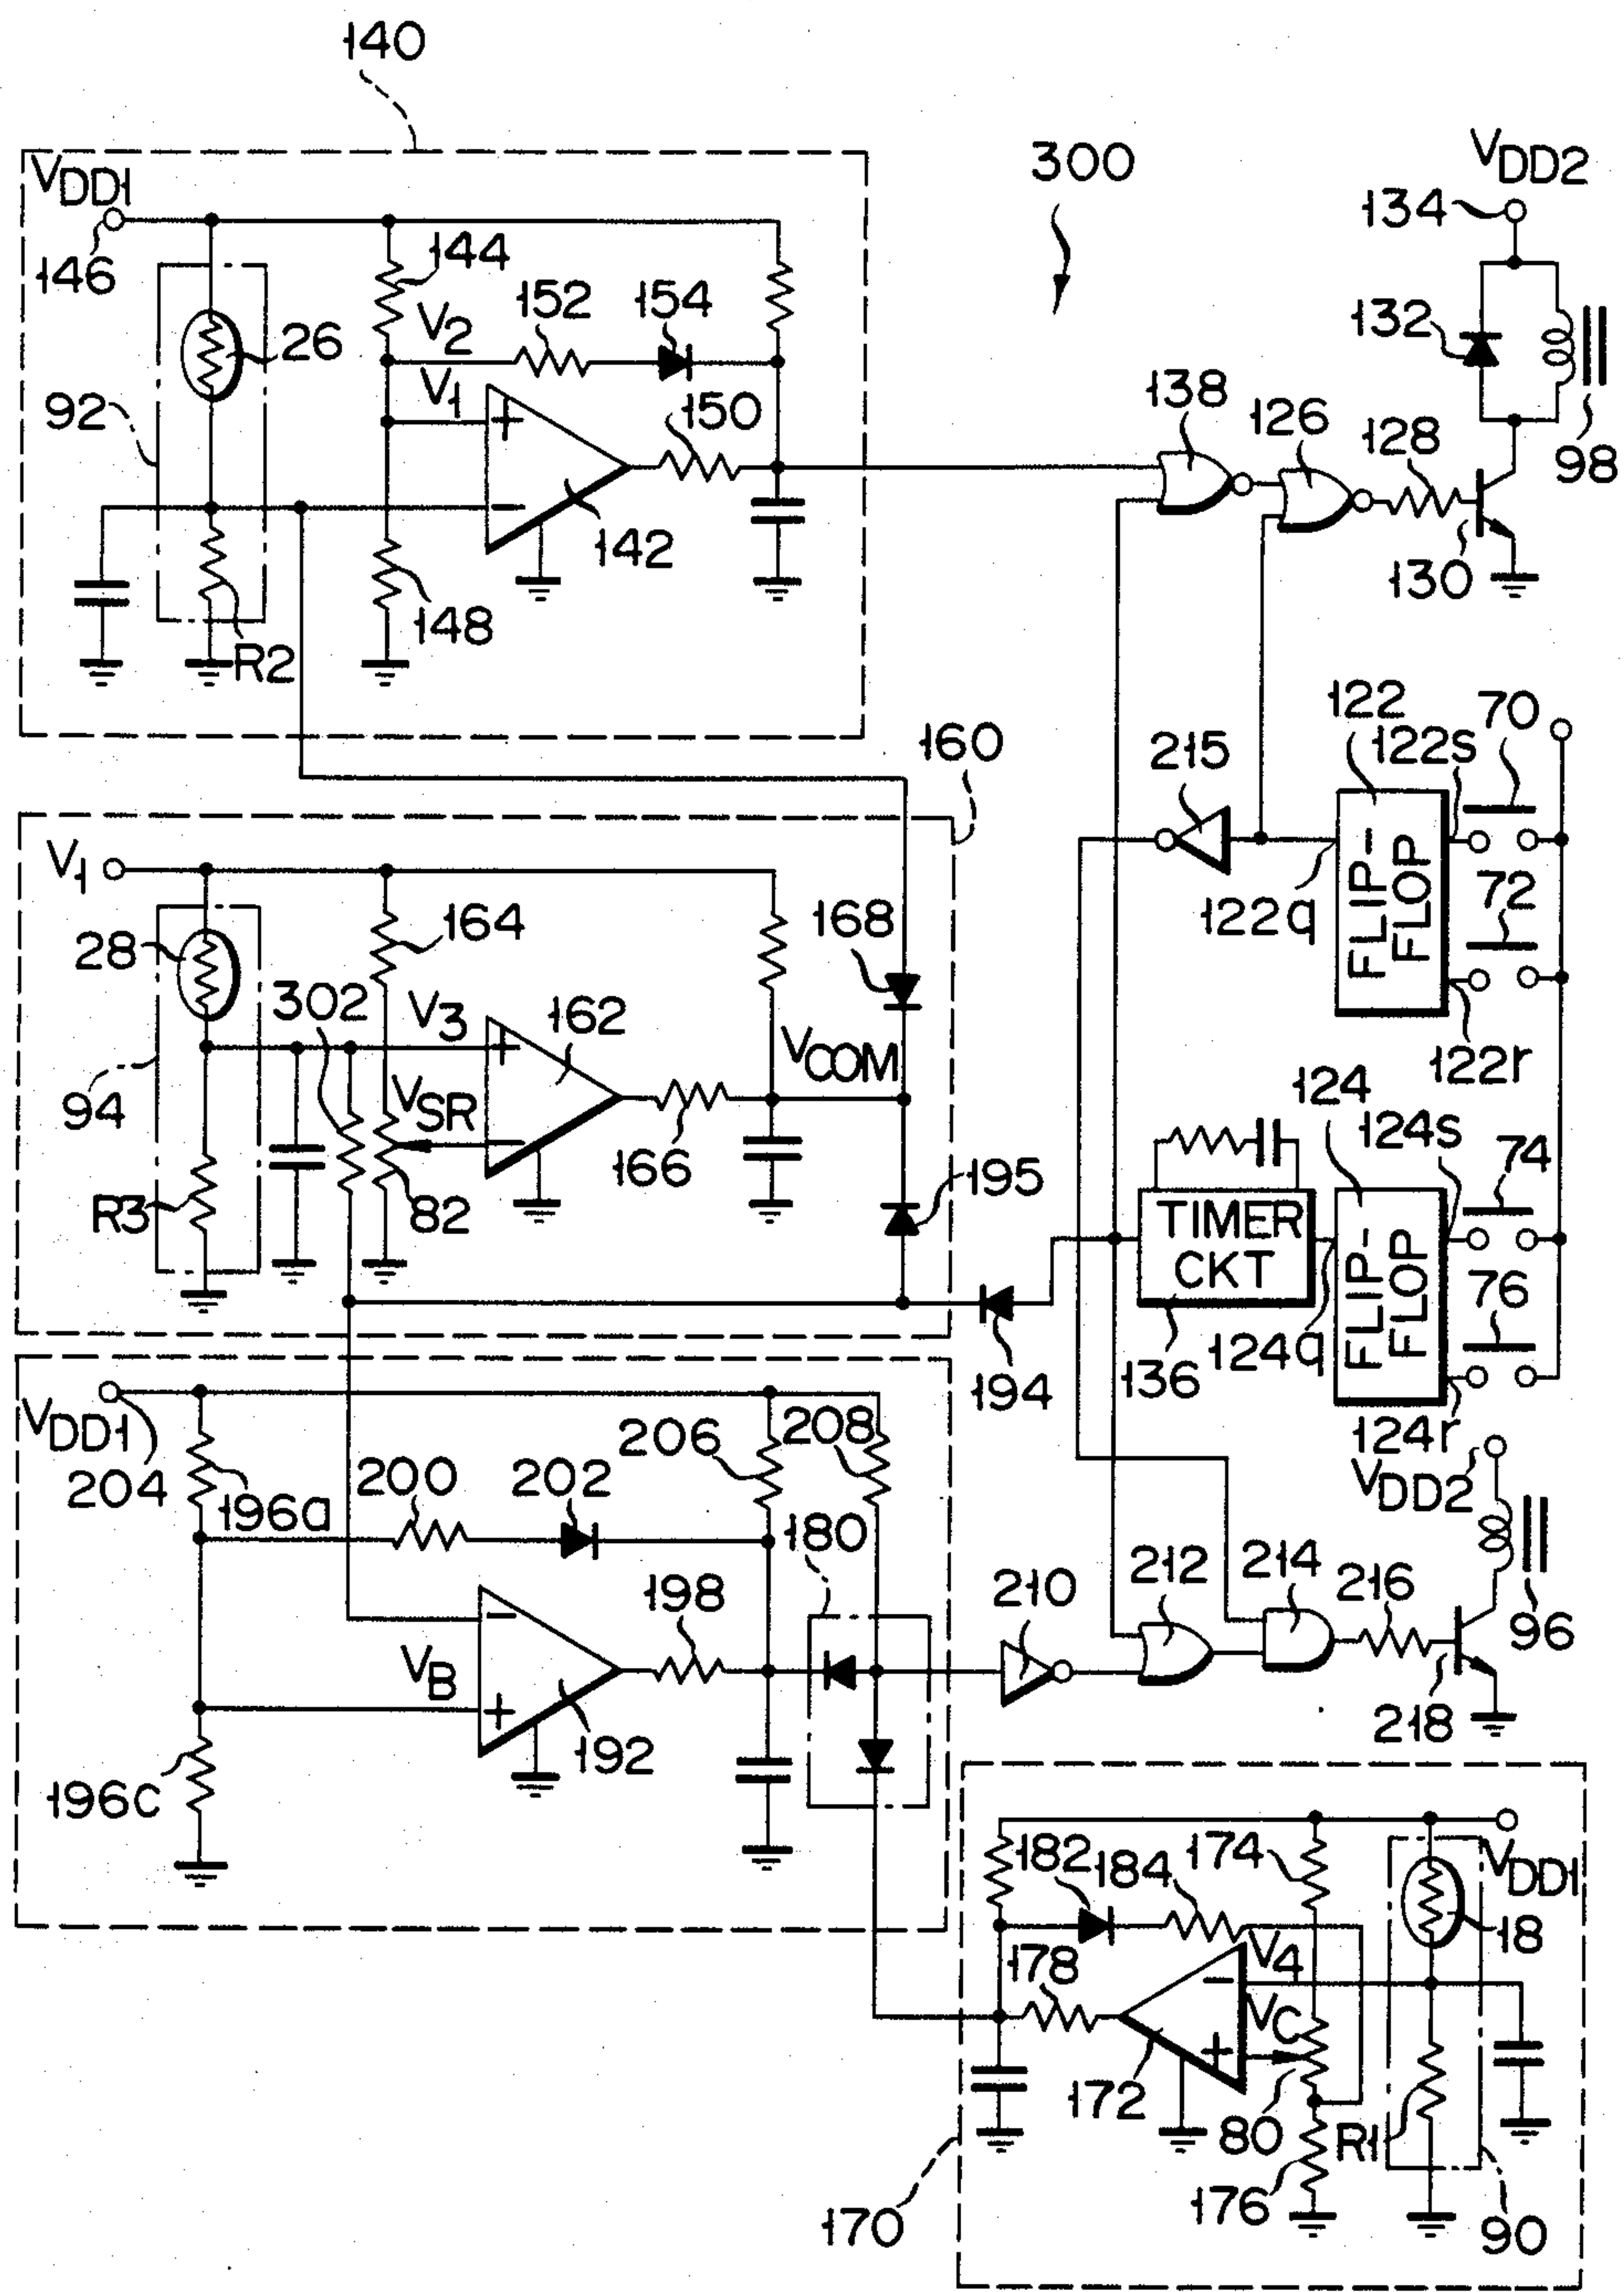 140
300
VDD1
146
144
152
154
V2
V1
26
92
150
142
148
R2
VDD2
134
132
98
138
126
128
130
160
215
122
122s
70
72
122q
FLIP-
FLOP
122r
V1
28
164
168
302
V3
162
VCOM
94
VSR
166
R3
82
195
124
124s
74
TIMER
CKT
FLIP-
FLOP
76
136
124q
194
124r
VDD1
204
196a
200
202
206
208
180
VDD2
210
212
214
216
96
198
VB
192
218
196c
182
184
174
VDD1
18
178
V4
VC
172
80
R1
176
170
90